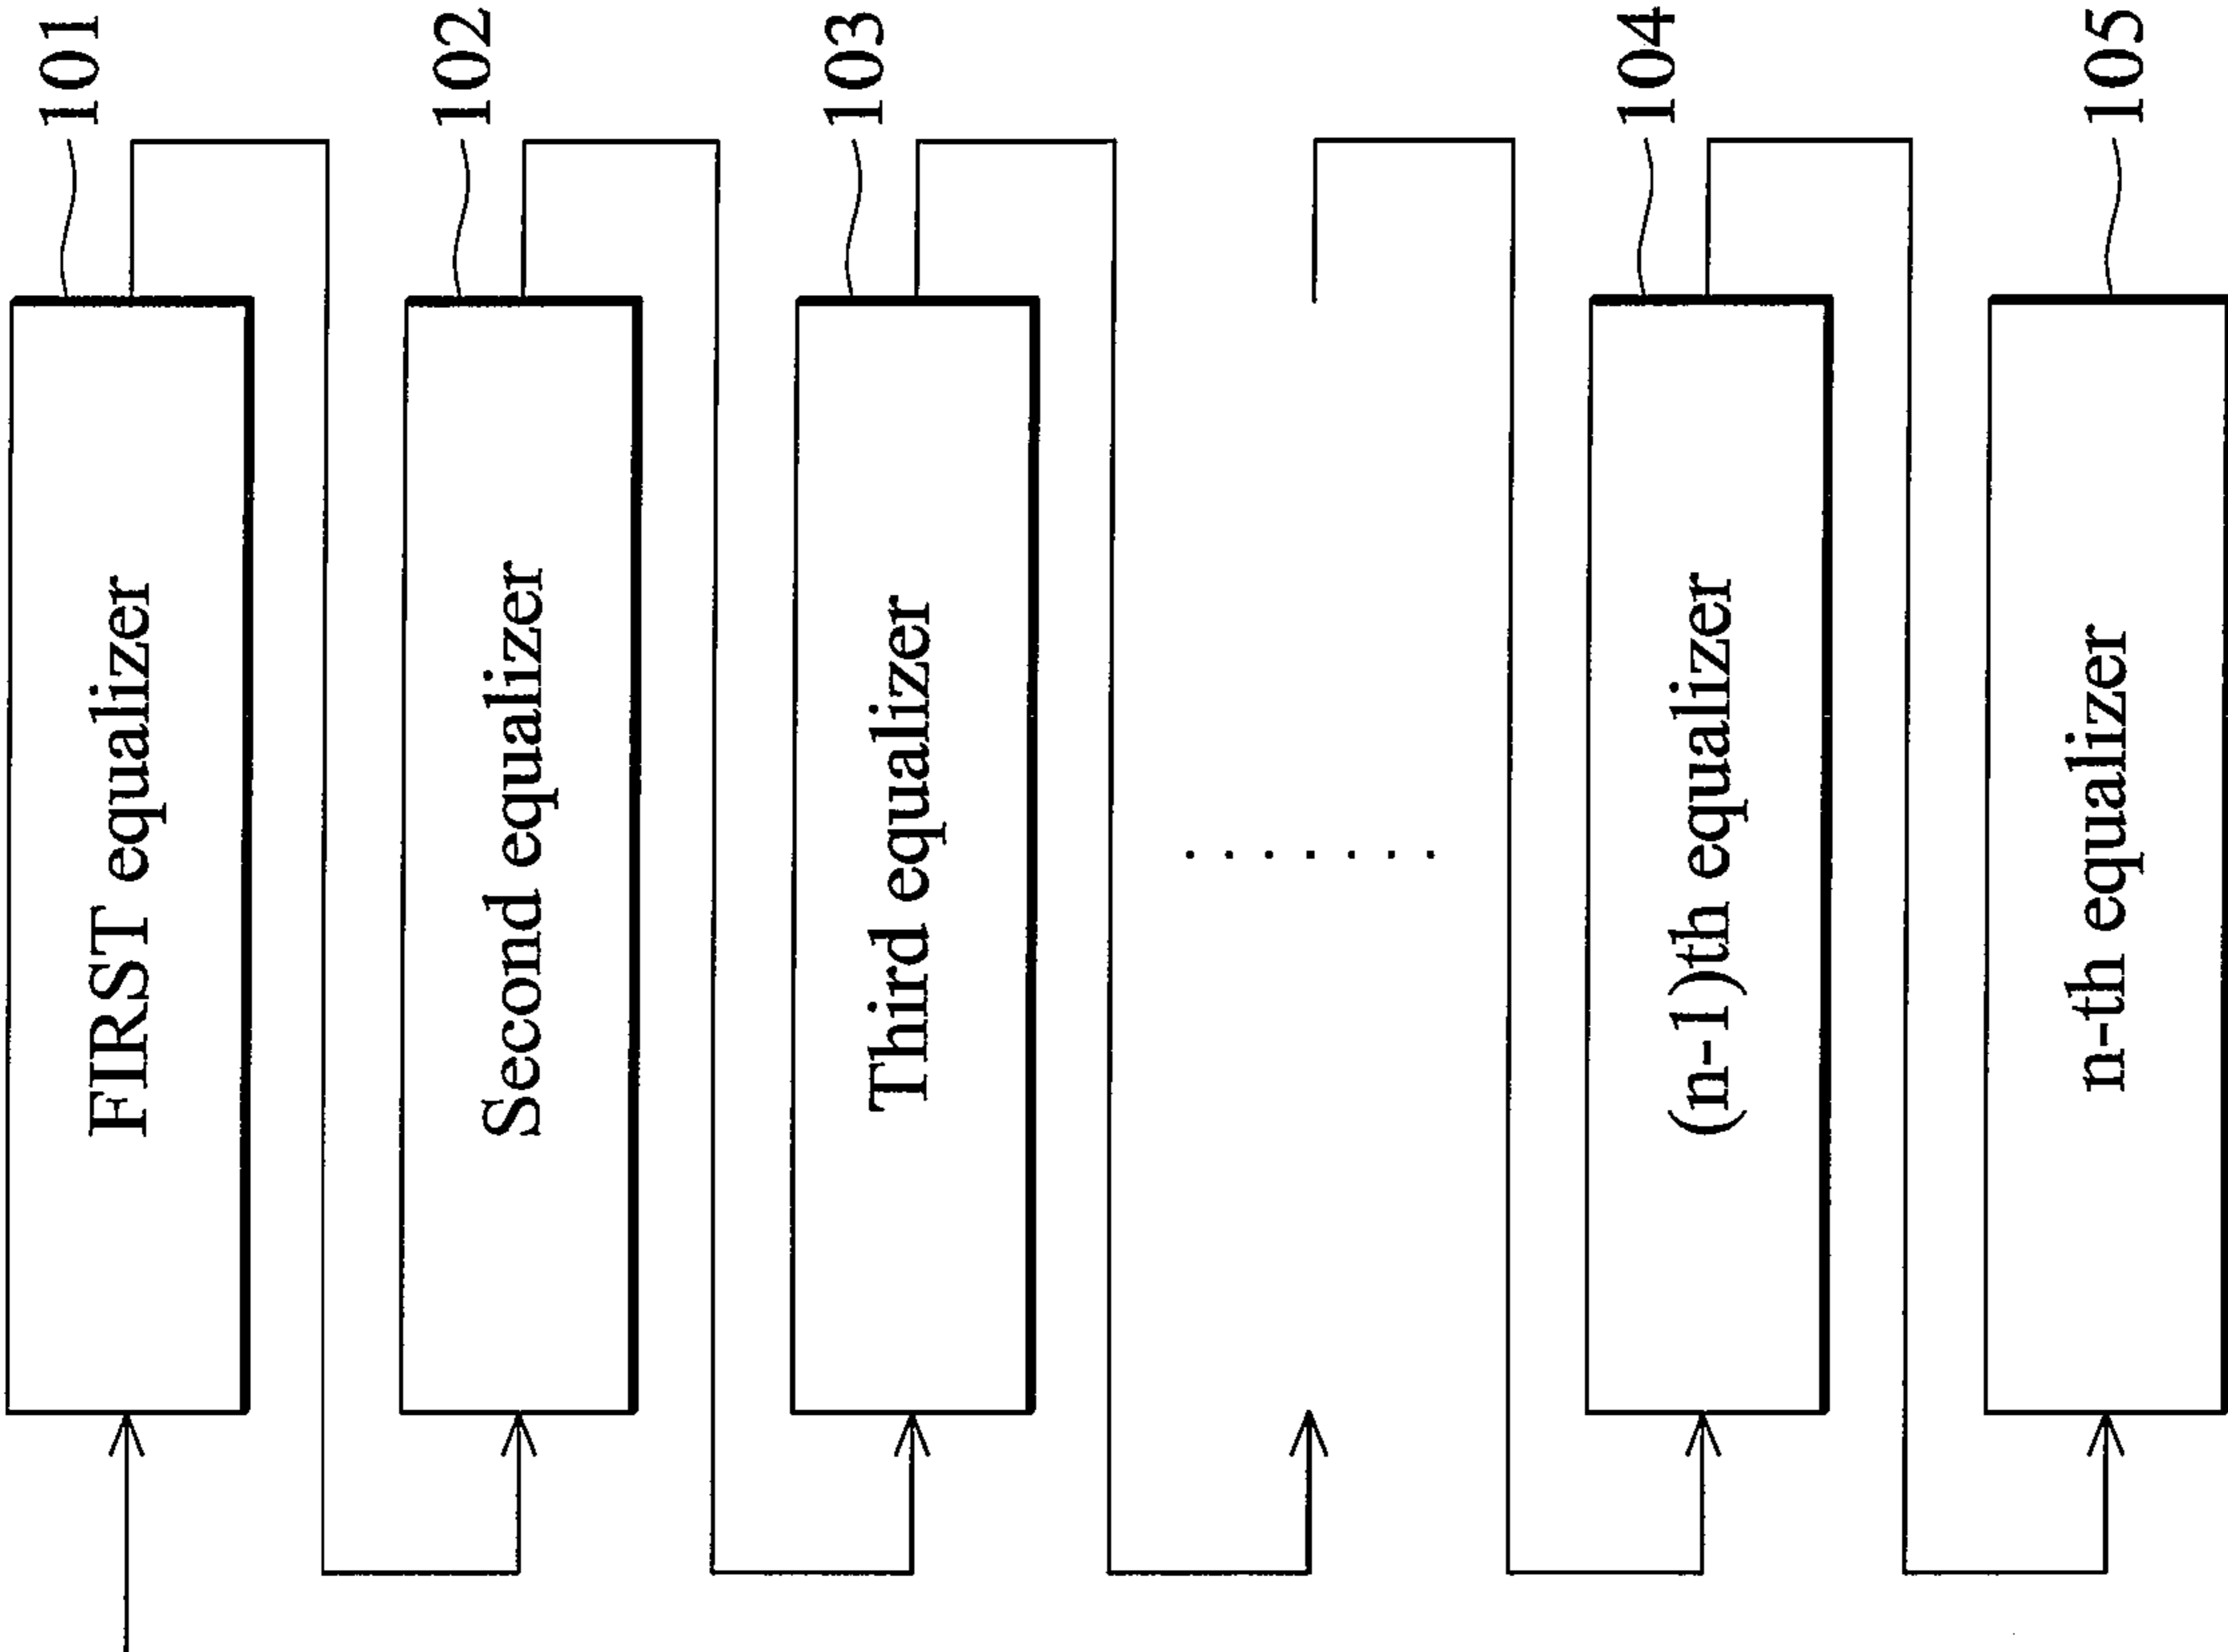 FIRST equalizer
101
Second equalizer
102
Third equalizer
103
.......
(n-1)th equalizer
104
n-th equalizer
105